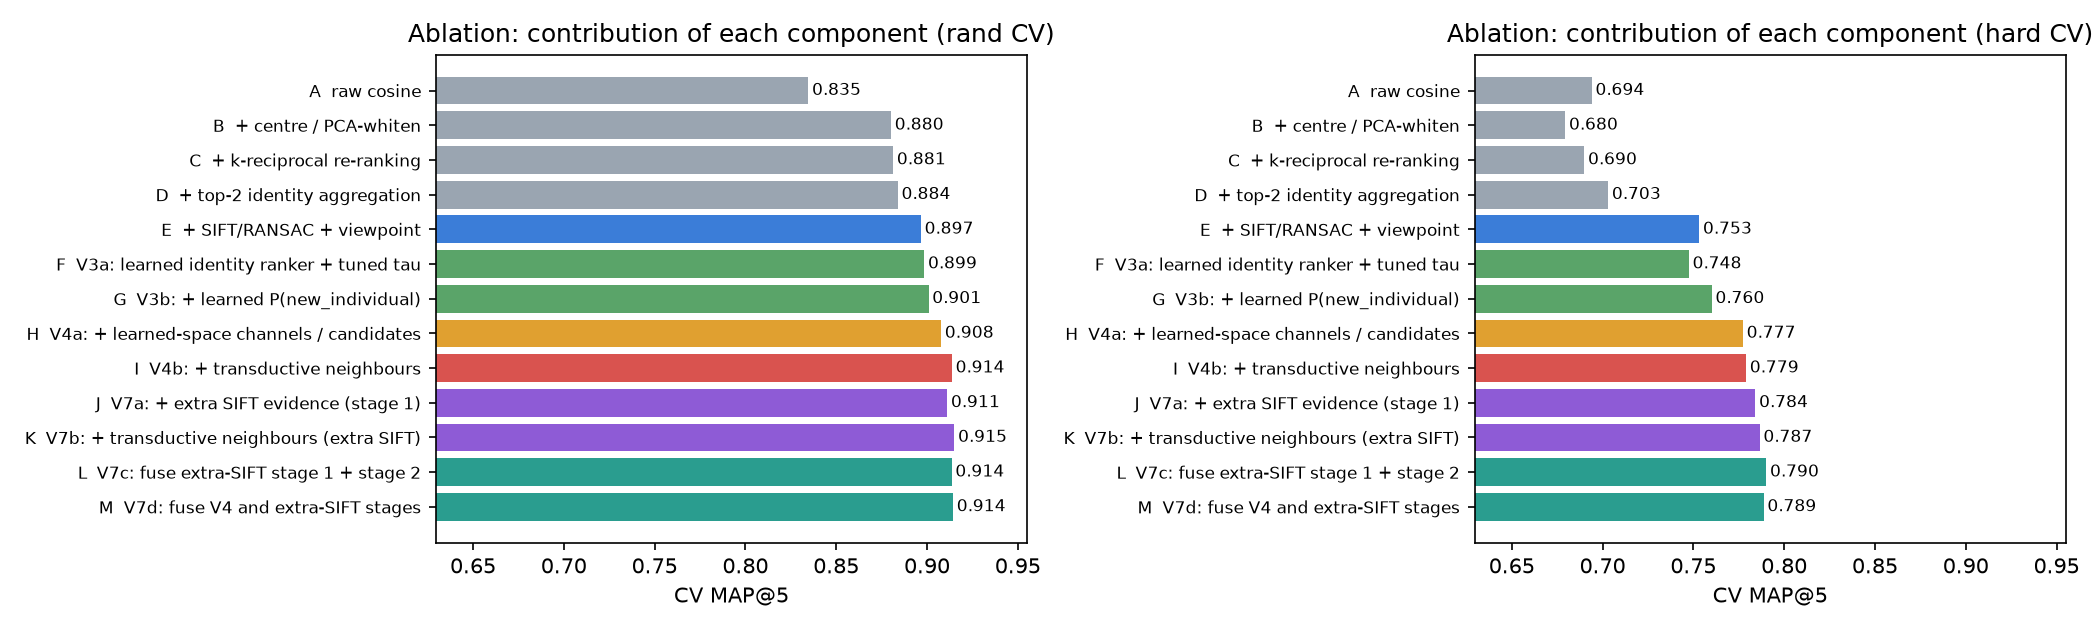 Ablation: contribution of each component (rand CV)
A  raw cosine 0.835
B  + centre / PCA-whiten 0.880
C  + k-reciprocal re-ranking 0.881
D  + top-2 identity aggregation 0.884
E  + SIFT/RANSAC + viewpoint 0.897
F  V3a: learned identity ranker + tuned tau 0.899
G  V3b: + learned P(new_individual) 0.901
H  V4a: + learned-space channels / candidates 0.908
I  V4b: + transductive neighbours 0.914
J  V7a: + extra SIFT evidence (stage 1) 0.911
K  V7b: + transductive neighbours (extra SIFT) 0.915
L  V7c: fuse extra-SIFT stage 1 + stage 2 0.914
M  V7d: fuse V4 and extra-SIFT stages 0.914
0.65 0.70 0.75 0.80 0.85 0.90 0.95
CV MAP@5
Ablation: contribution of each component (hard CV)
A  raw cosine 0.694
B  + centre / PCA-whiten 0.680
C  + k-reciprocal re-ranking 0.690
D  + top-2 identity aggregation 0.703
E  + SIFT/RANSAC + viewpoint 0.753
F  V3a: learned identity ranker + tuned tau 0.748
G  V3b: + learned P(new_individual) 0.760
H  V4a: + learned-space channels / candidates 0.777
I  V4b: + transductive neighbours 0.779
J  V7a: + extra SIFT evidence (stage 1) 0.784
K  V7b: + transductive neighbours (extra SIFT) 0.787
L  V7c: fuse extra-SIFT stage 1 + stage 2 0.790
M  V7d: fuse V4 and extra-SIFT stages 0.789
0.65 0.70 0.75 0.80 0.85 0.90 0.95
CV MAP@5